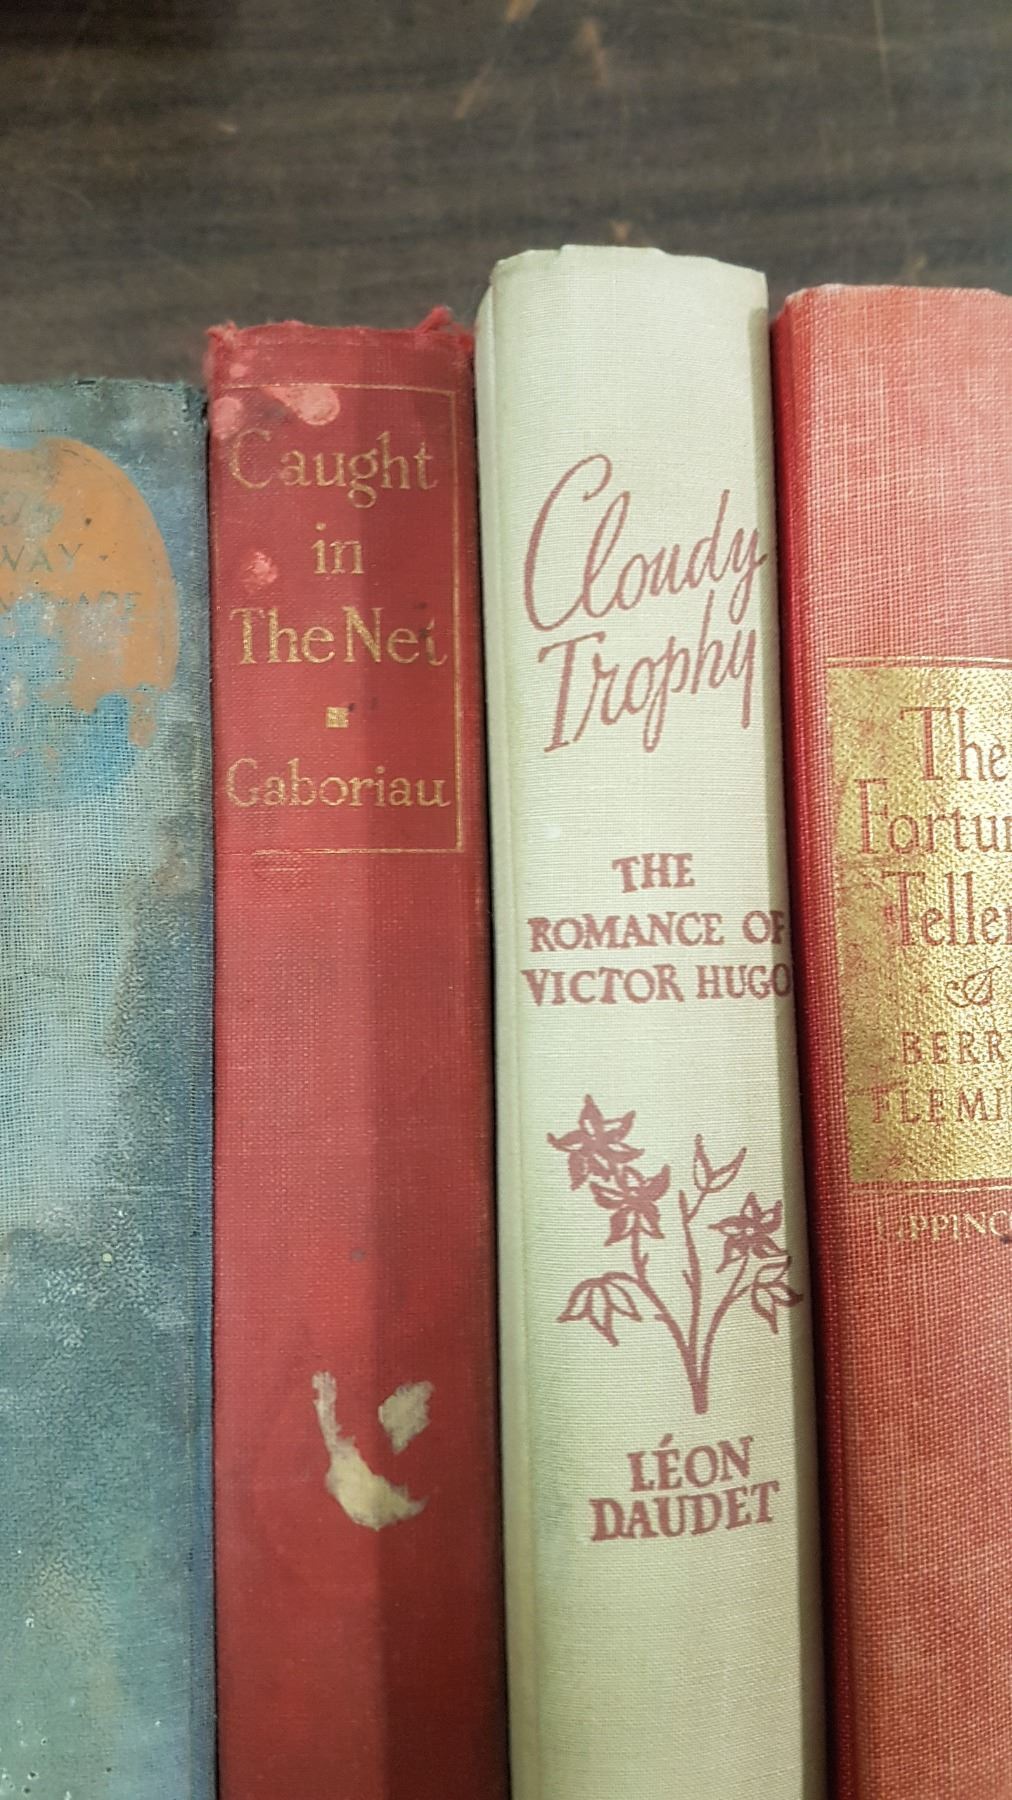 WAY
Caught
in
The Net
Gaboriau
Cloudy
Trophy
THE
ROMANCE OF
VICTOR HUGO
LÉON
DAUDET
The
Fortun
Teller
BERR
FLEMI
LIPPINC